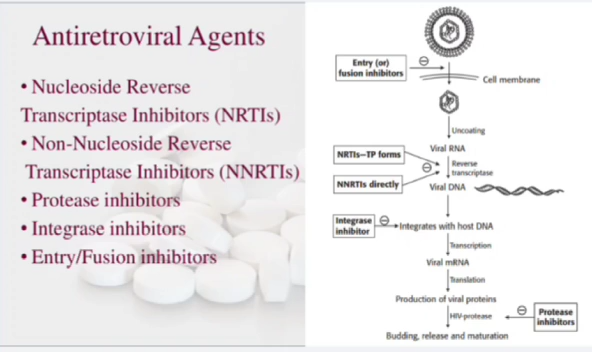 Antiretroviral Agents
• Nucleoside Reverse
Transcriptase Inhibitors (NRTIs)
• Non-Nucleoside Reverse
Transcriptase Inhibitors (NNRTIs)
• Protease inhibitors
• Integrase inhibitors
• Entry/Fusion inhibitors
Entry (or)
fusion inhibitors
Cell membrane
Uncoating
Viral RNA
NRTIs—TP forms
Reverse
transcriptase
NNRTIs directly
Viral DNA
Integrase
inhibitor
Integrates with host DNA
Transcription
Viral mRNA
Translation
Production of viral proteins
HIV-protease
Protease
inhibitors
Budding, release and maturation